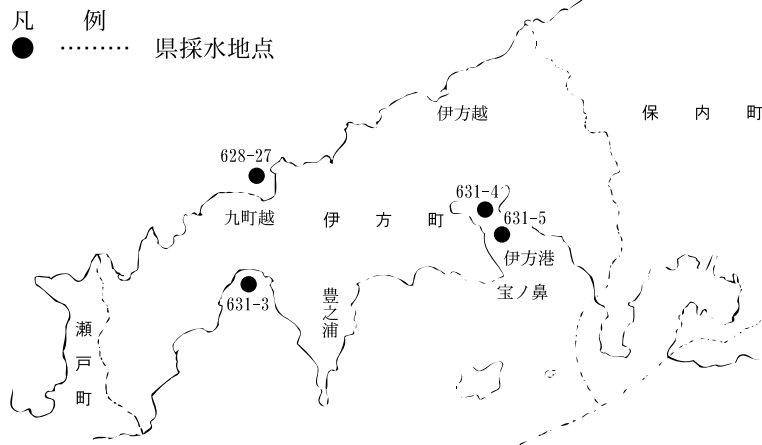 凡 例
● ……… 県採水地点
伊方越
保 内 町
628-27
九町越
伊 方 町
631-4
631-5
伊方港
宝ノ鼻
631-3
豊之浦
瀬戸町